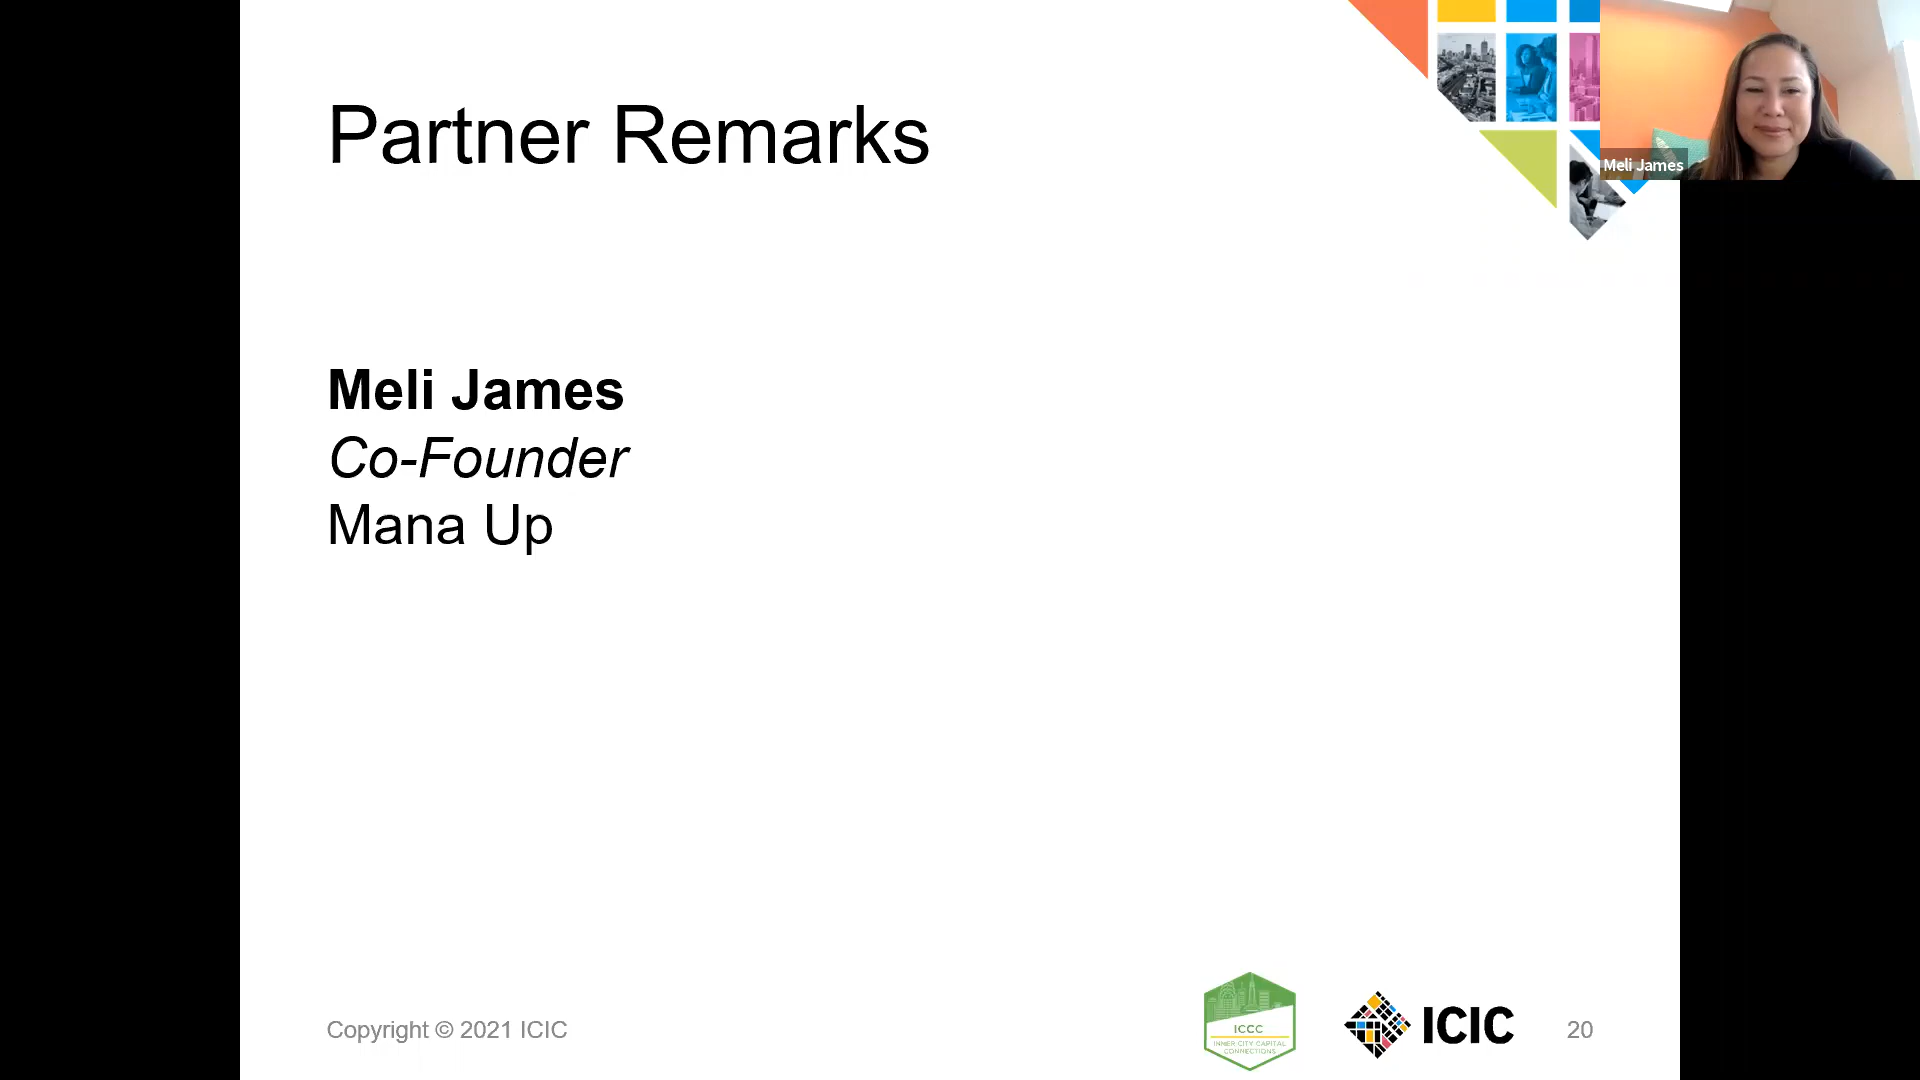 Partner Remarks
Meli James
Meli James
Co-Founder
Mana Up
Copyright © 2021 ICIC
ICCC
INNER CITY CAPITAL
CONNECTIONS
ICIC
20